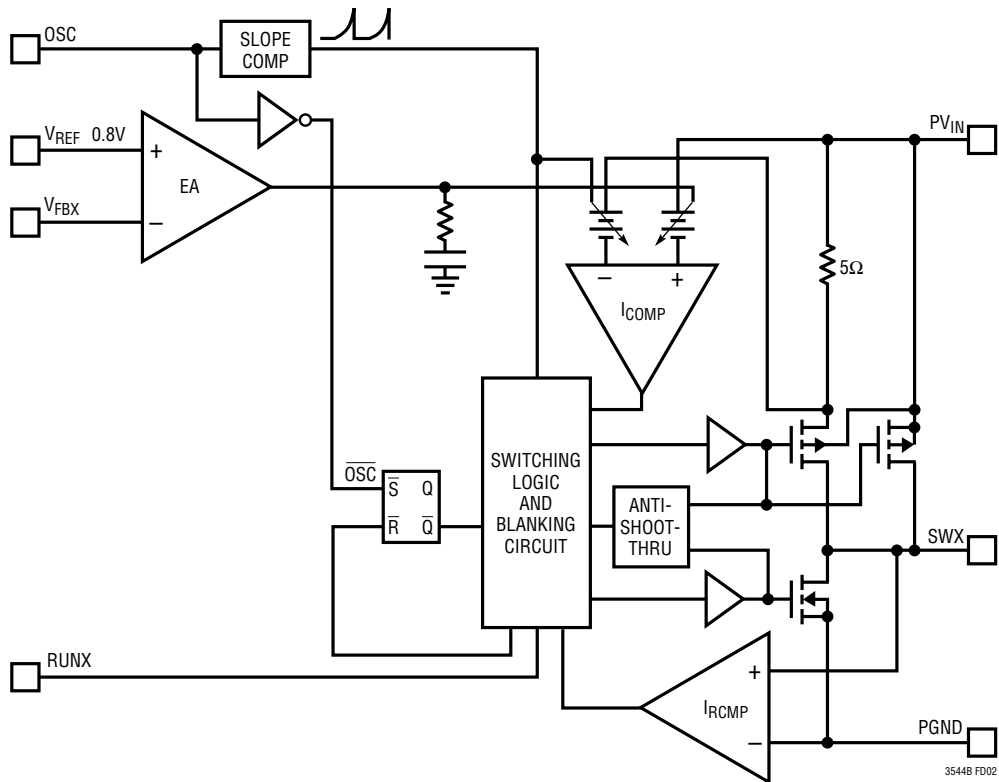 OSC
SLOPE
COMP
V_REF 0.8V
+
EA
V_FBX
−
PV_IN
5Ω
−
+
I_COMP
SWITCHING
LOGIC
AND
BLANKING
CIRCUIT
O̅S̅C̅
S̅ Q
R̅ Q̅
ANTI-
SHOOT-
THRU
SWX
RUNX
+
I_RCMP
−
PGND
3544B FD02